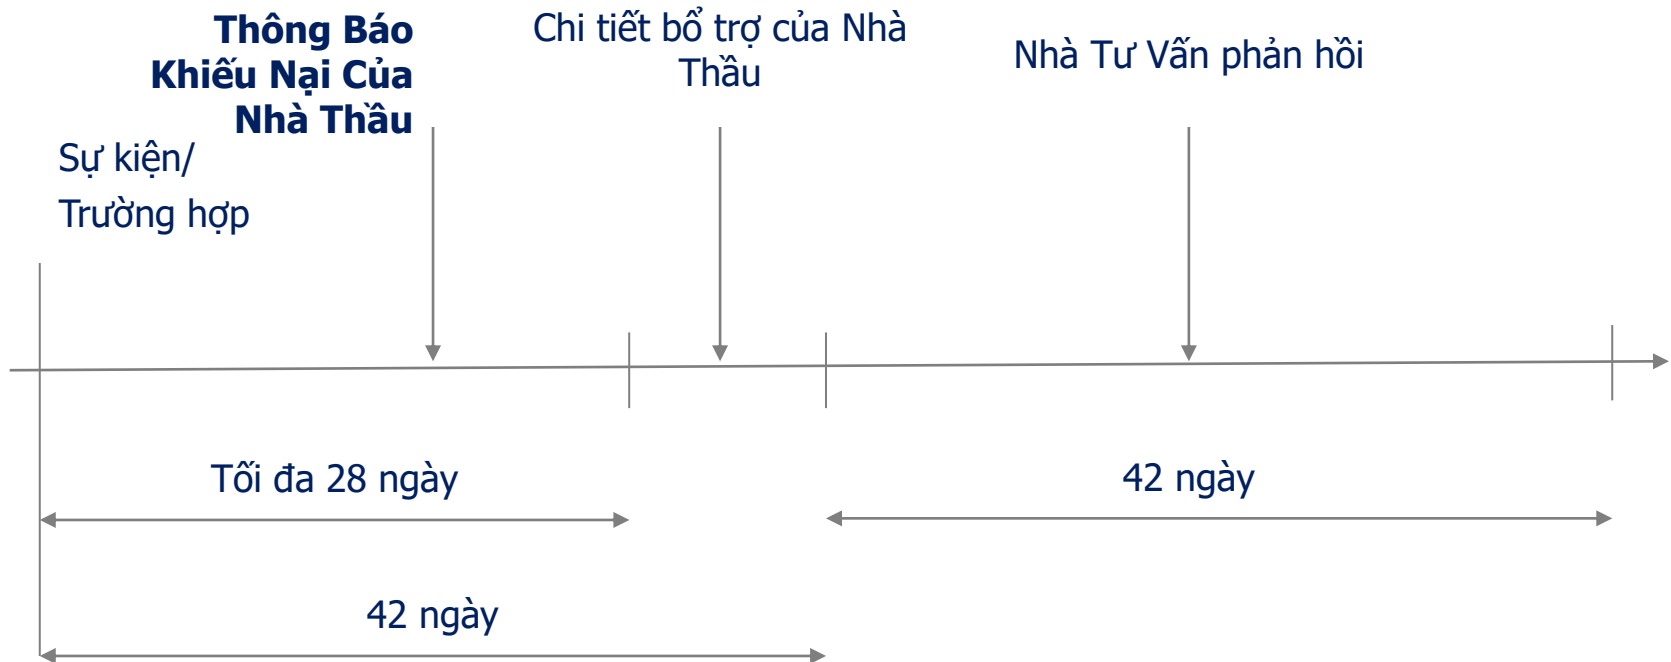 Thông Báo
Khiếu Nại Của
Nhà Thầu
Chi tiết bổ trợ của Nhà
Thầu
Nhà Tư Vấn phản hồi
Sự kiện/
Trường hợp
Tối đa 28 ngày
42 ngày
42 ngày